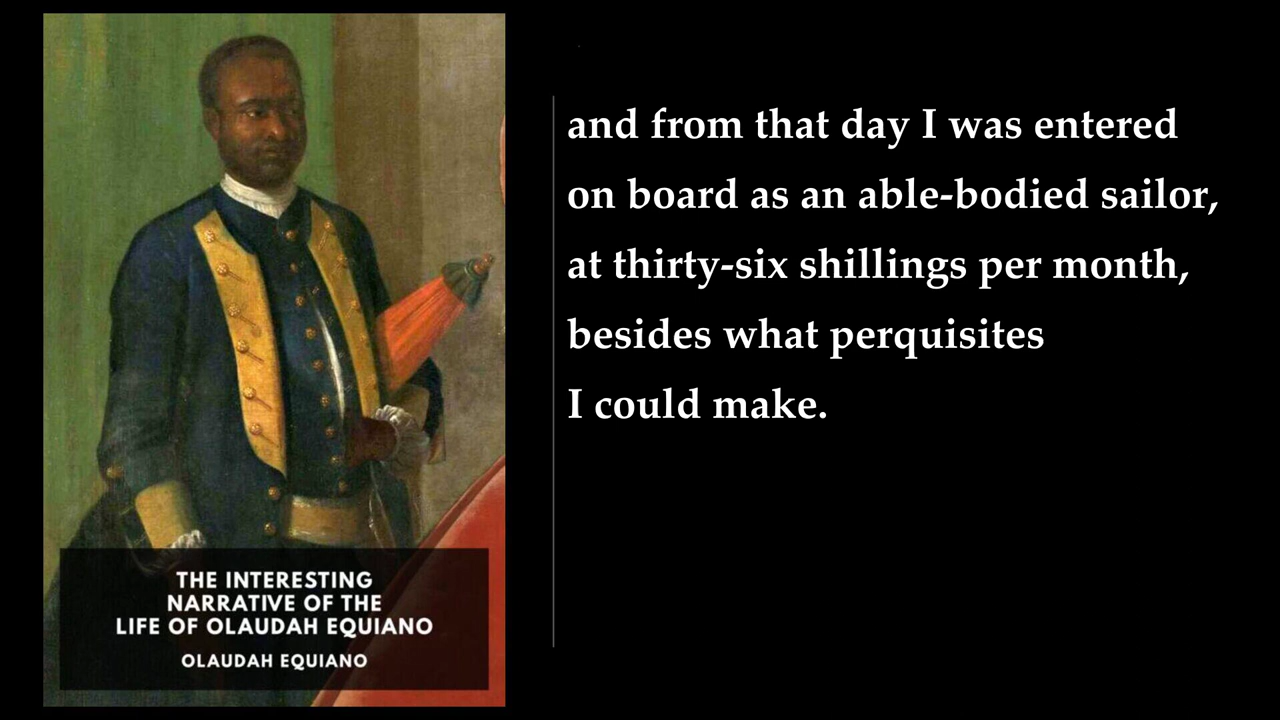 and from that day I was entered
on board as an able-bodied sailor,
at thirty-six shillings per month,
besides what perquisites
I could make.
THE INTERESTING
NARRATIVE OF THE
LIFE OF OLAUDAH EQUIANO
OLAUDAH EQUIANO